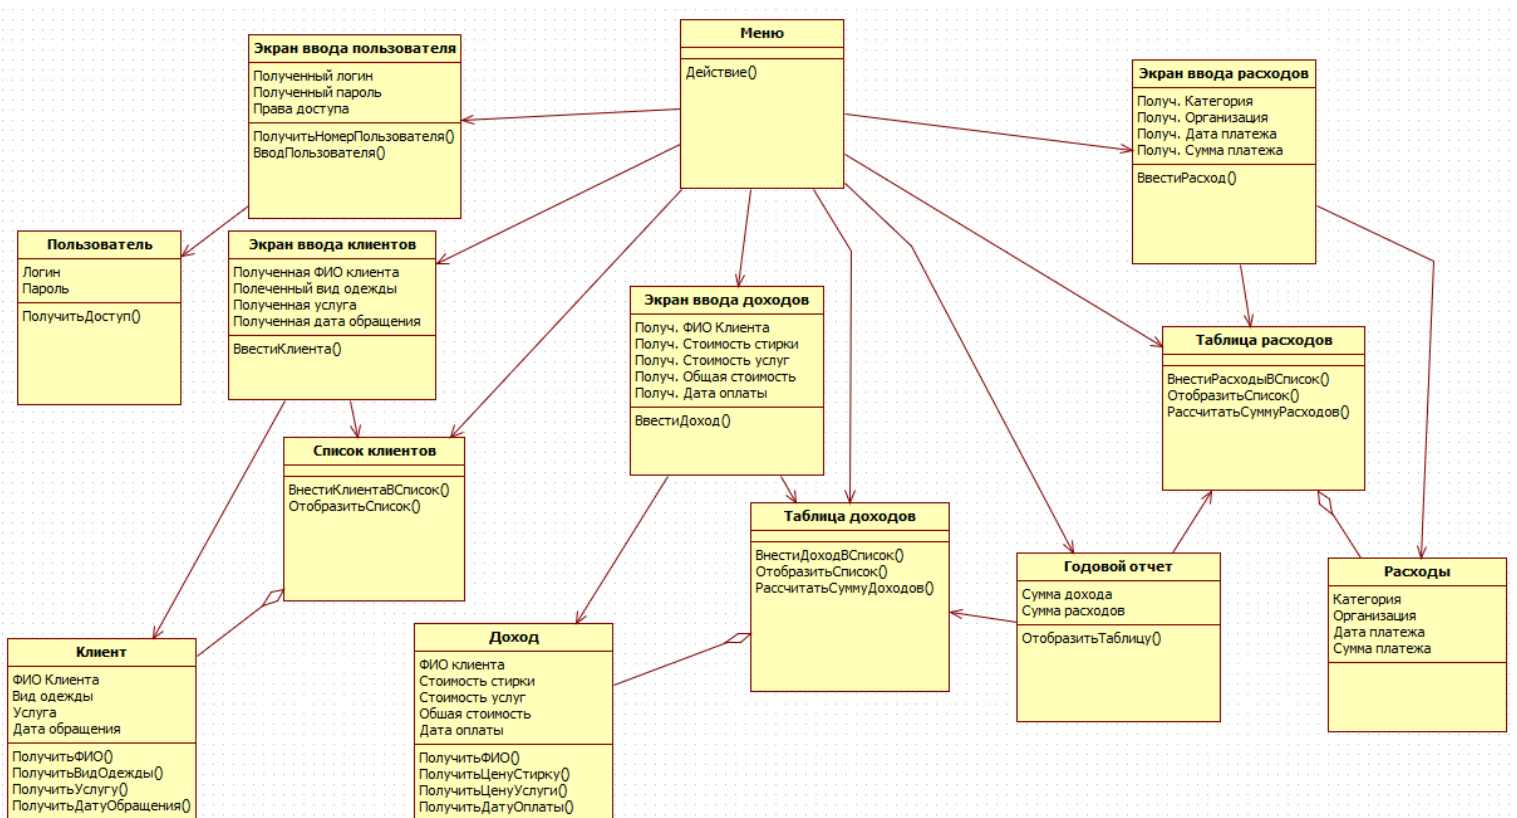 Меню
Действие()
Экран ввода пользователя
Полученный логин
Полученный пароль
Права доступа
ПолучитьНомерПользователя()
ВводПользователя()
Экран ввода расходов
Получ. Категория
Получ. Организация
Получ. Дата платежа
Получ. Сумма платежа
ВвестиРасход()
Пользователь
Логин
Пароль
ПолучитьДоступ()
Экран ввода клиентов
Полученная ФИО клиента
Полеченный вид одежды
Полученная услуга
Полученная дата обращения
ВвестиКлиента()
Экран ввода доходов
Получ. ФИО Клиента
Получ. Стоимость стирки
Получ. Стоимость услуг
Получ. Общая стоимость
Получ. Дата оплаты
ВвестиДоход()
Таблица расходов
ВнестиРасходыВСписок()
ОтобразитьСписок()
РассчитатьСуммуРасходов()
Список клиентов
ВнестиКлиентаВСписок()
ОтобразитьСписок()
Таблица доходов
ВнестиДоходВСписок()
ОтобразитьСписок()
РассчитатьСуммуДоходов()
Годовой отчет
Сумма дохода
Сумма расходов
ОтобразитьТаблицу()
Расходы
Категория
Организация
Дата платежа
Сумма платежа
Клиент
ФИО Клиента
Вид одежды
Услуга
Дата обращения
ПолучитьФИО()
ПолучитьВидОдежды()
ПолучитьУслугу()
ПолучитьДатуОбращения()
Доход
ФИО клиента
Стоимость стирки
Стоимость услуг
Обшая стоимость
Дата оплаты
ПолучитьФИО()
ПолучитьЦенуСтирку()
ПолучитьЦенуУслуги()
ПолучитьДатуОплаты()